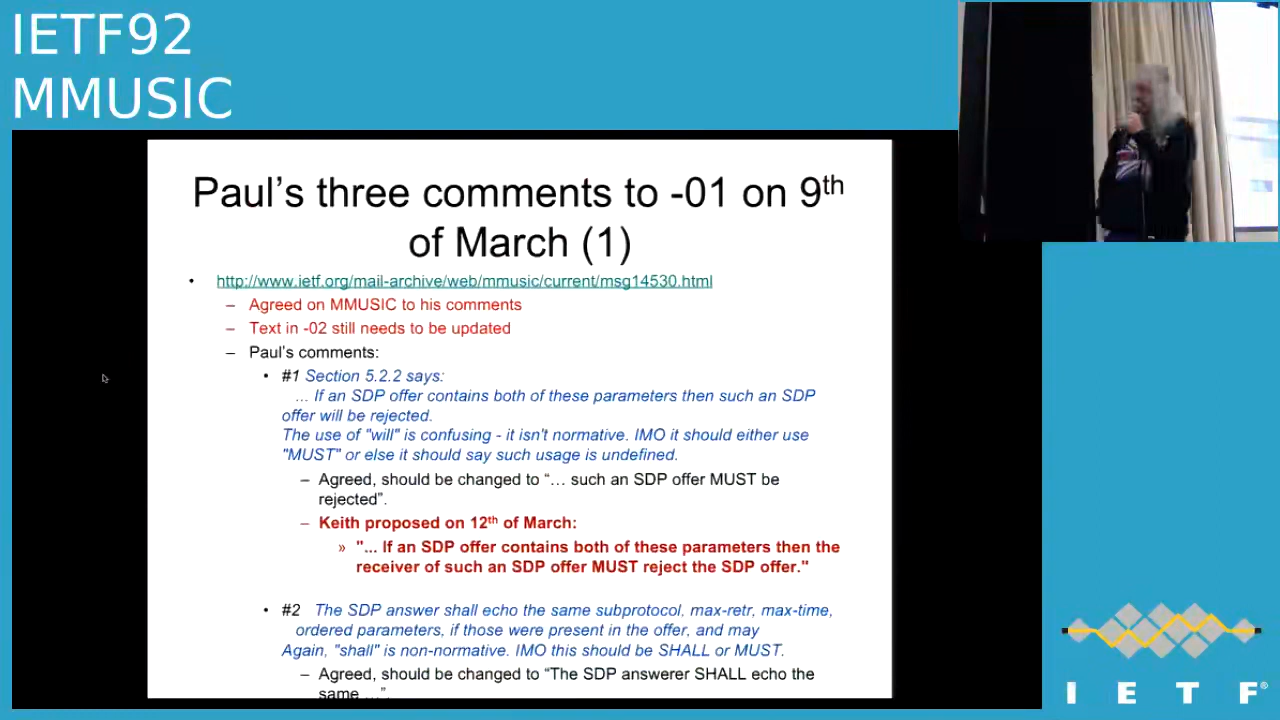 IETF92
MMUSIC
Paul's three comments to -01 on 9th
of March (1)
• http://www.ietf.org/mail-archive/web/mmusic/current/msg14530.html
– Agreed on MMUSIC to his comments
– Text in -02 still needs to be updated
– Paul's comments:
• #1 Section 5.2.2 says:
... If an SDP offer contains both of these parameters then such an SDP
offer will be rejected.
The use of "will" is confusing - it isn't normative. IMO it should either use
"MUST" or else it should say such usage is undefined.
– Agreed, should be changed to “… such an SDP offer MUST be
rejected”.
– Keith proposed on 12th of March:
» "... If an SDP offer contains both of these parameters then the
receiver of such an SDP offer MUST reject the SDP offer."
• #2 The SDP answer shall echo the same subprotocol, max-retr, max-time,
ordered parameters, if those were present in the offer, and may
Again, "shall" is non-normative. IMO this should be SHALL or MUST.
– Agreed, should be changed to “The SDP answerer SHALL echo the
same …”.
I E T F®